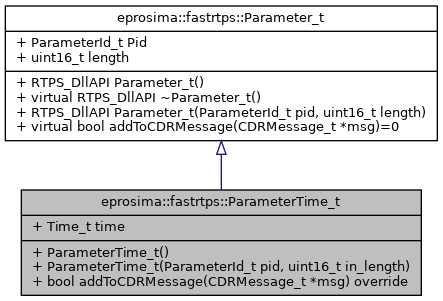 eprosima::fastrtps::Parameter_t
+ ParameterId_t Pid
+ uint16_t length
+ RTPS_DllAPI Parameter_t()
+ virtual RTPS_DllAPI ~Parameter_t()
+ RTPS_DllAPI Parameter_t(ParameterId_t pid, uint16_t length)
+ virtual bool addToCDRMessage(CDRMessage_t *msg)=0
eprosima::fastrtps::ParameterTime_t
+ Time_t time
+ ParameterTime_t()
+ ParameterTime_t(ParameterId_t pid, uint16_t in_length)
+ bool addToCDRMessage(CDRMessage_t *msg) override